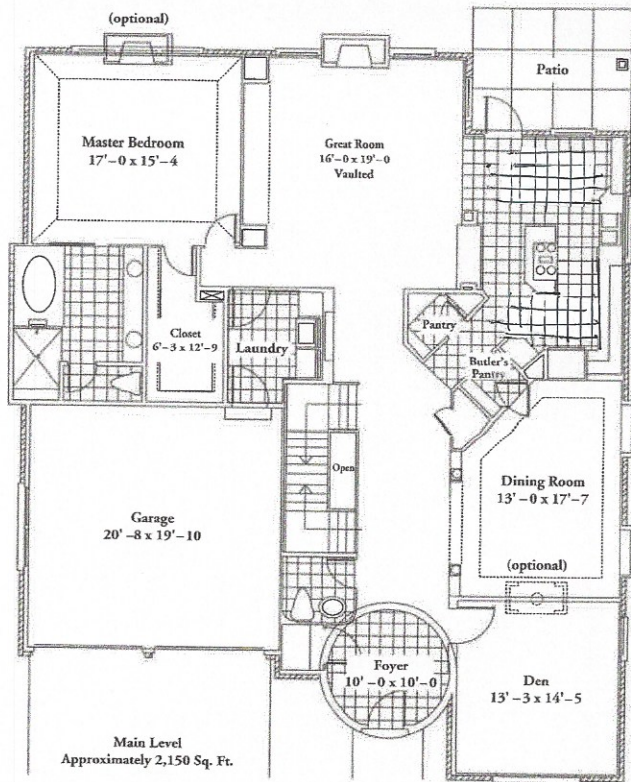 (optional)
Patio
Master Bedroom
17'-0 x 15'-4
Great Room
16'-0 x 19'-0
Vaulted
Closet
6'-3 x 12'-9
Laundry
Pantry
Butler's
Pantry
Open
Dining Room
13'-0 x 17'-7
Garage
20'-8 x 19'-10
(optional)
Foyer
10'-0 x 10'-0
Den
13'-3 x 14'-5
Main Level
Approximately 2,150 Sq. Ft.